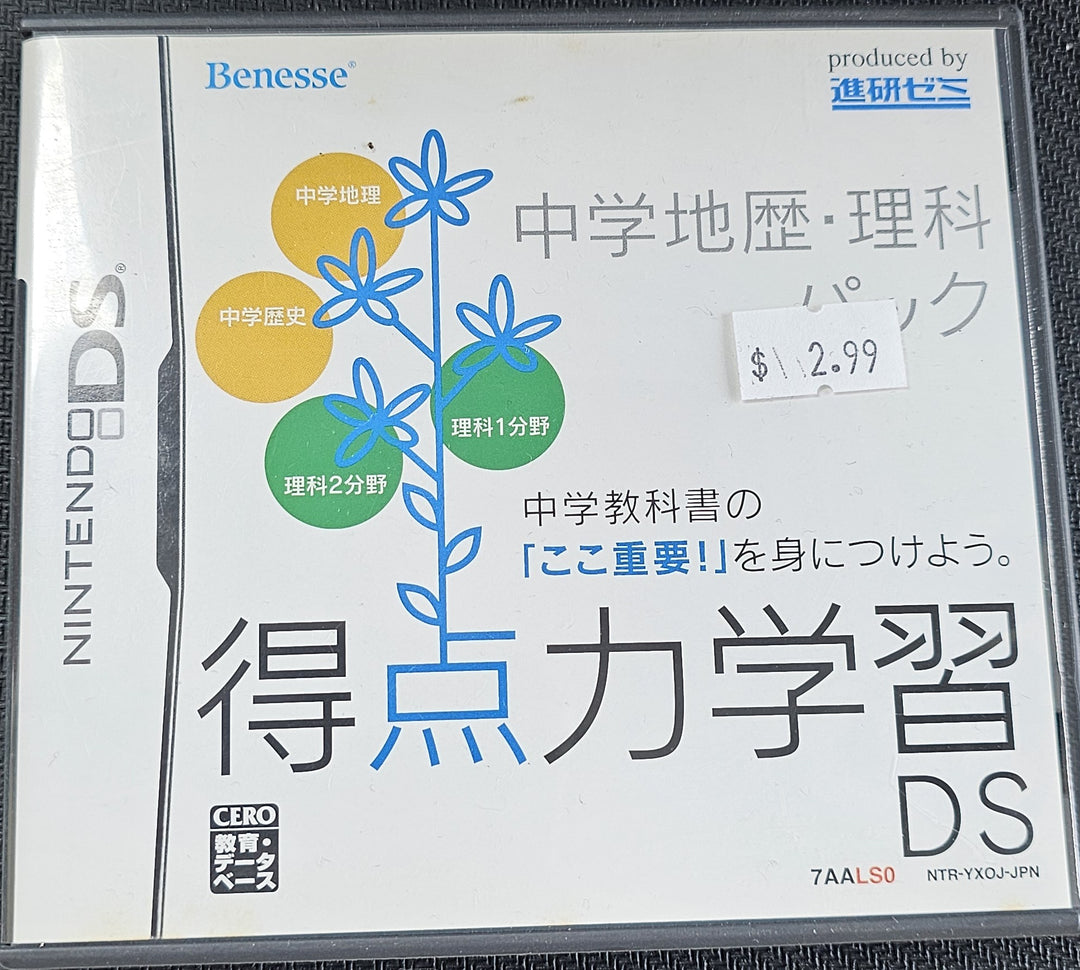 Benesse®
produced by
進研ゼミ
NINTENDO DS®
中学地理
中学歴史
理科1分野
理科2分野
中学地歴・理科
パック
$ 2.99
中学教科書の
「ここ重要!」を身につけよう。
得点力学習
DS
CERO
教育・
データ
ベース
7AALS0
NTR-YXOJ-JPN